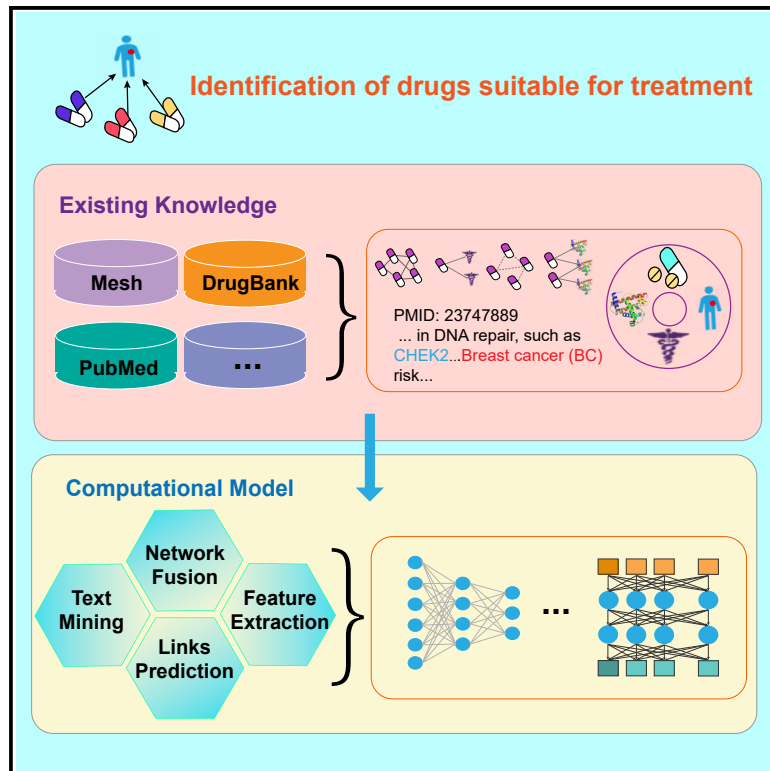 Identification of drugs suitable for treatment
Existing Knowledge
Mesh
DrugBank
PubMed
...
PMID: 23747889
... in DNA repair, such as
CHEK2...Breast cancer (BC)
risk...
Computational Model
Network
Fusion
Text
Mining
Feature
Extraction
Links
Prediction
...